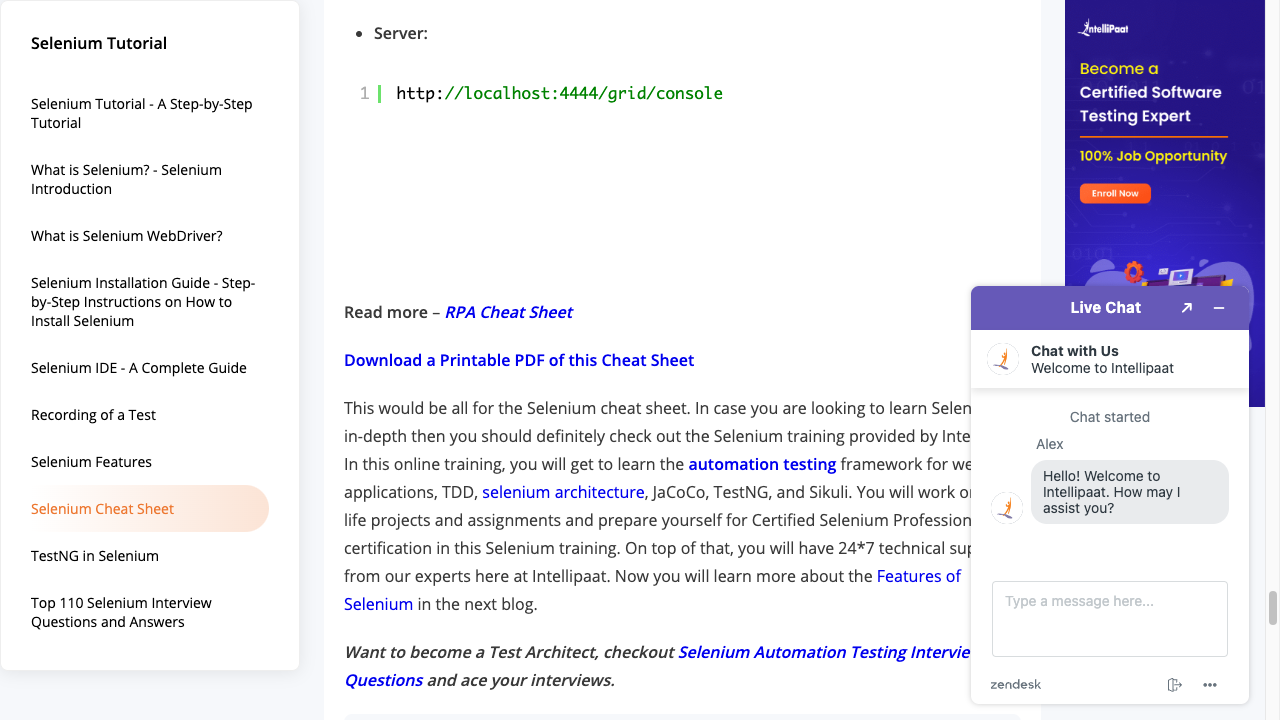 Selenium Tutorial
Selenium Tutorial - A Step-by-Step
Tutorial
What is Selenium? - Selenium
Introduction
What is Selenium WebDriver?
Selenium Installation Guide - Step-
by-Step Instructions on How to
Install Selenium
Selenium IDE - A Complete Guide
Recording of a Test
Selenium Features
Selenium Cheat Sheet
TestNG in Selenium
Top 110 Selenium Interview
Questions and Answers
Server:
1 http://localhost:4444/grid/console
Read more – RPA Cheat Sheet
Download a Printable PDF of this Cheat Sheet
This would be all for the Selenium cheat sheet. In case you are looking to learn Selen
in-depth then you should definitely check out the Selenium training provided by Inte
In this online training, you will get to learn the automation testing framework for we
applications, TDD, selenium architecture, JaCoCo, TestNG, and Sikuli. You will work o
life projects and assignments and prepare yourself for Certified Selenium Profession
certification in this Selenium training. On top of that, you will have 24*7 technical sup
from our experts here at Intellipaat. Now you will learn more about the Features of
Selenium in the next blog.
Want to become a Test Architect, checkout Selenium Automation Testing Intervie
Questions and ace your interviews.
IntelliPaat
Become a
Certified Software
Testing Expert
100% Job Opportunity
Enroll Now
Live Chat
Chat with Us
Welcome to Intellipaat
Chat started
Alex
Hello! Welcome to
Intellipaat. How may I
assist you?
Type a message here...
zendesk